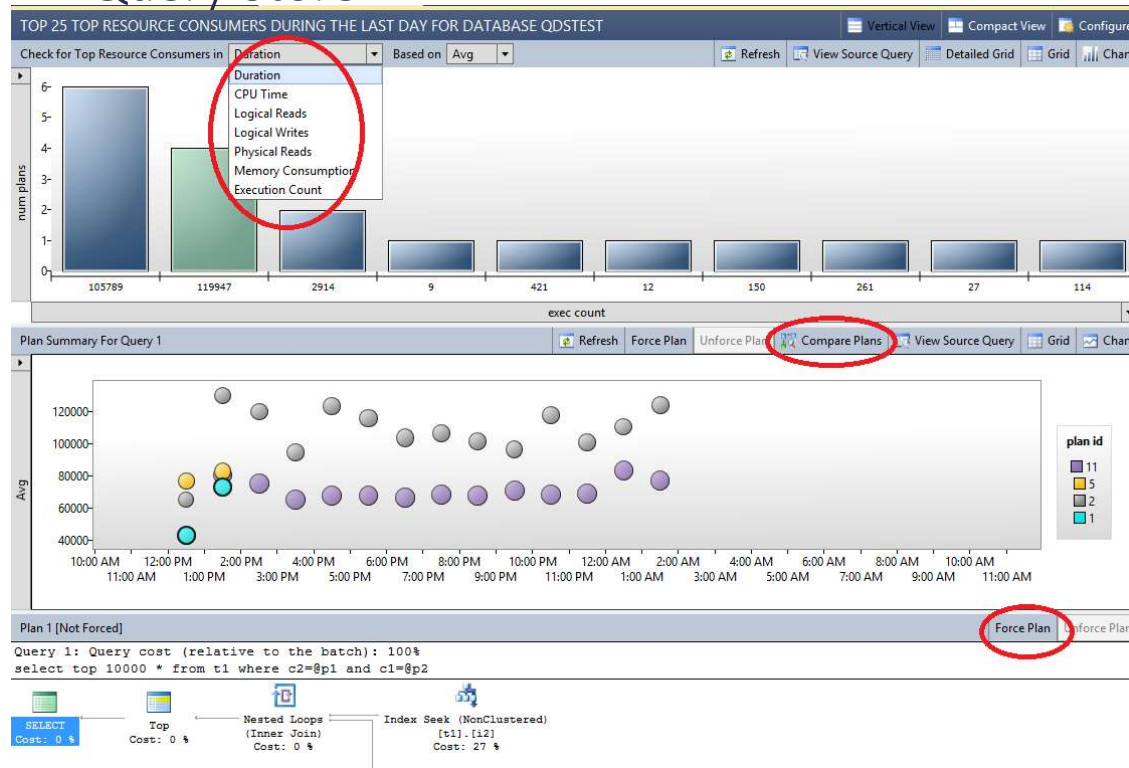 Query Store
TOP 25 TOP RESOURCE CONSUMERS DURING THE LAST DAY FOR DATABASE QDSTEST
Vertical View Compact View Configure
Check for Top Resource Consumers in Duration Based on Avg
Refresh View Source Query Detailed Grid Grid Char
Duration
CPU Time
Logical Reads
Logical Writes
Physical Reads
Memory Consumption
Execution Count
num plans
6
5
4
3
2
1
0
105789 119947 2914 9 421 12 150 261 27 114
exec count
Plan Summary For Query 1
Refresh Force Plan Unforce Plan Compare Plans View Source Query Grid Char
Avg
120000
100000
80000
60000
40000
10:00 AM 12:00 PM 2:00 PM 4:00 PM 6:00 PM 8:00 PM 10:00 PM 12:00 AM 2:00 AM 4:00 AM 6:00 AM 8:00 AM 10:00 AM
11:00 AM 1:00 PM 3:00 PM 5:00 PM 7:00 PM 9:00 PM 11:00 PM 1:00 AM 3:00 AM 5:00 AM 7:00 AM 9:00 AM 11:00 AM
plan id
11
5
2
1
Plan 1 [Not Forced]
Force Plan Unforce Plan
Query 1: Query cost (relative to the batch): 100%
select top 10000 * from t1 where c2=@p1 and c1=@p2
SELECT
Cost: 0 %
Top
Cost: 0 %
Nested Loops
(Inner Join)
Cost: 0 %
Index Seek (NonClustered)
[t1].[i2]
Cost: 27 %